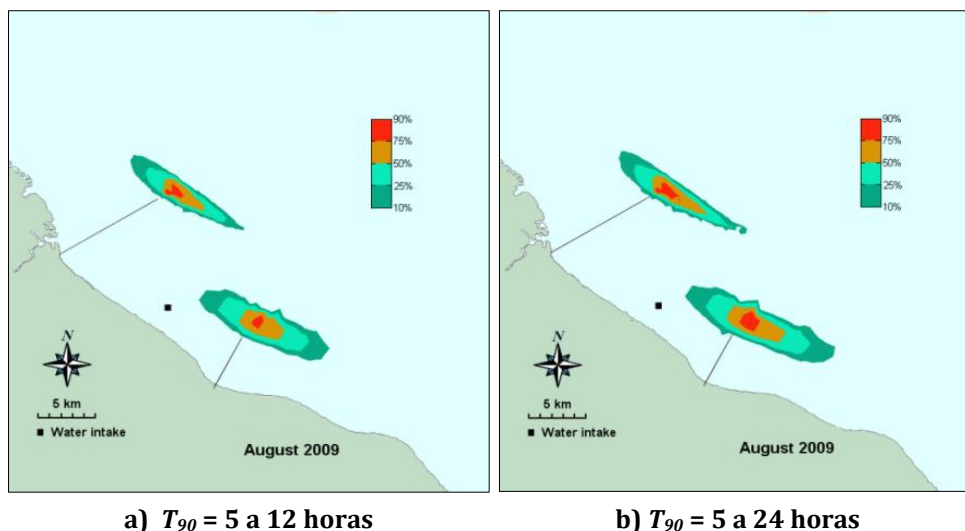 90%
75%
50%
25%
10%
N
5 km
Water intake
August 2009
90%
75%
50%
25%
10%
N
5 km
Water intake
August 2009
a) T90 = 5 a 12 horas
b) T90 = 5 a 24 horas